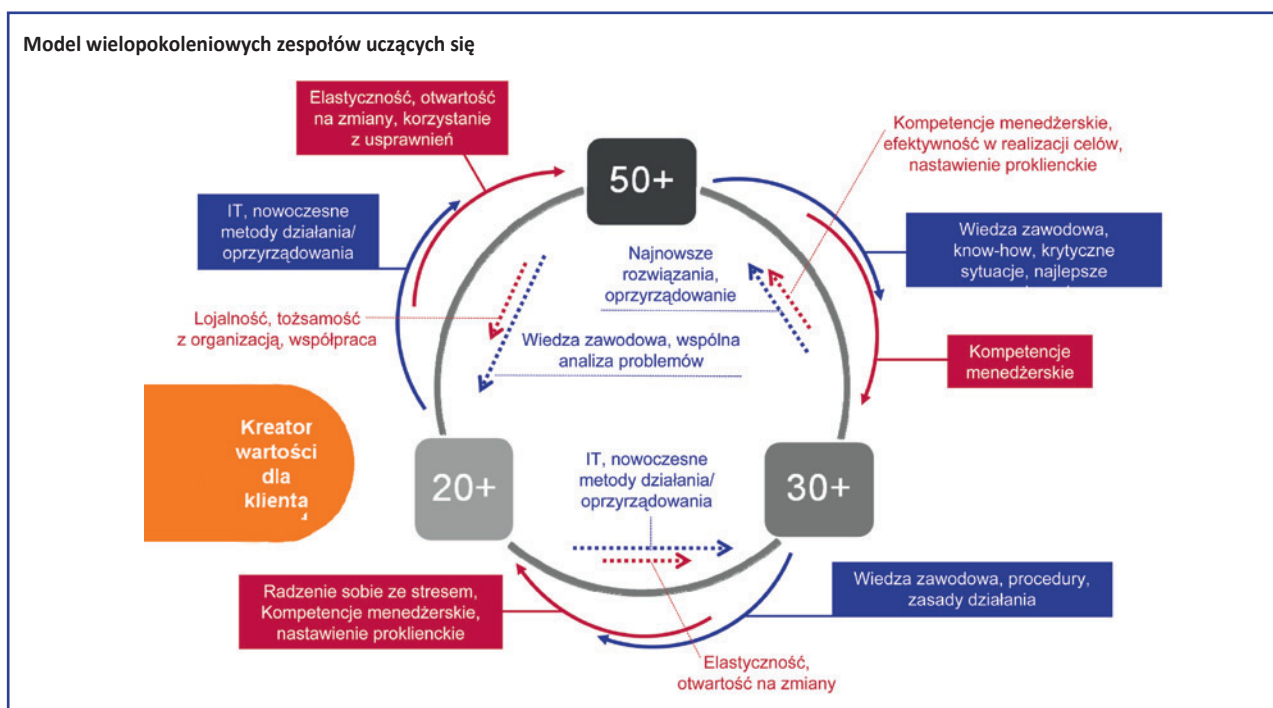 Model wielopokoleniowych zespołów uczących się
Elastyczność, otwartość
na zmiany, korzystanie
z usprawnień
50+
Kompetencje menedżerskie,
efektywność w realizacji celów,
nastawienie proklienckie
IT, nowoczesne
metody działania/
oprzyrządowania
Wiedza zawodowa,
know-how, krytyczne
sytuacje, najlepsze
Najnowsze
rozwiązania,
oprzyrządowanie
Lojalność, tożsamość
z organizacją, współpraca
Wiedza zawodowa, wspólna
analiza problemów
Kompetencje
menedżerskie
Kreator
wartości
dla
klienta
20+
IT, nowoczesne
metody działania/
oprzyrządowania
30+
Radzenie sobie ze stresem,
Kompetencje menedżerskie,
nastawienie proklienckie
Wiedza zawodowa, procedury,
zasady działania
Elastyczność,
otwartość na zmiany